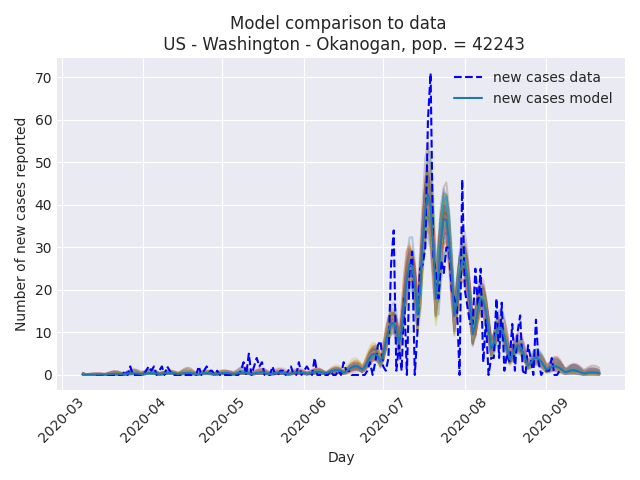 Model comparison to data
US - Washington - Okanogan, pop. = 42243
new cases data
new cases model
Number of new cases reported
70
60
50
40
30
20
10
0
2020-03
2020-04
2020-05
2020-06
2020-07
2020-08
2020-09
Day